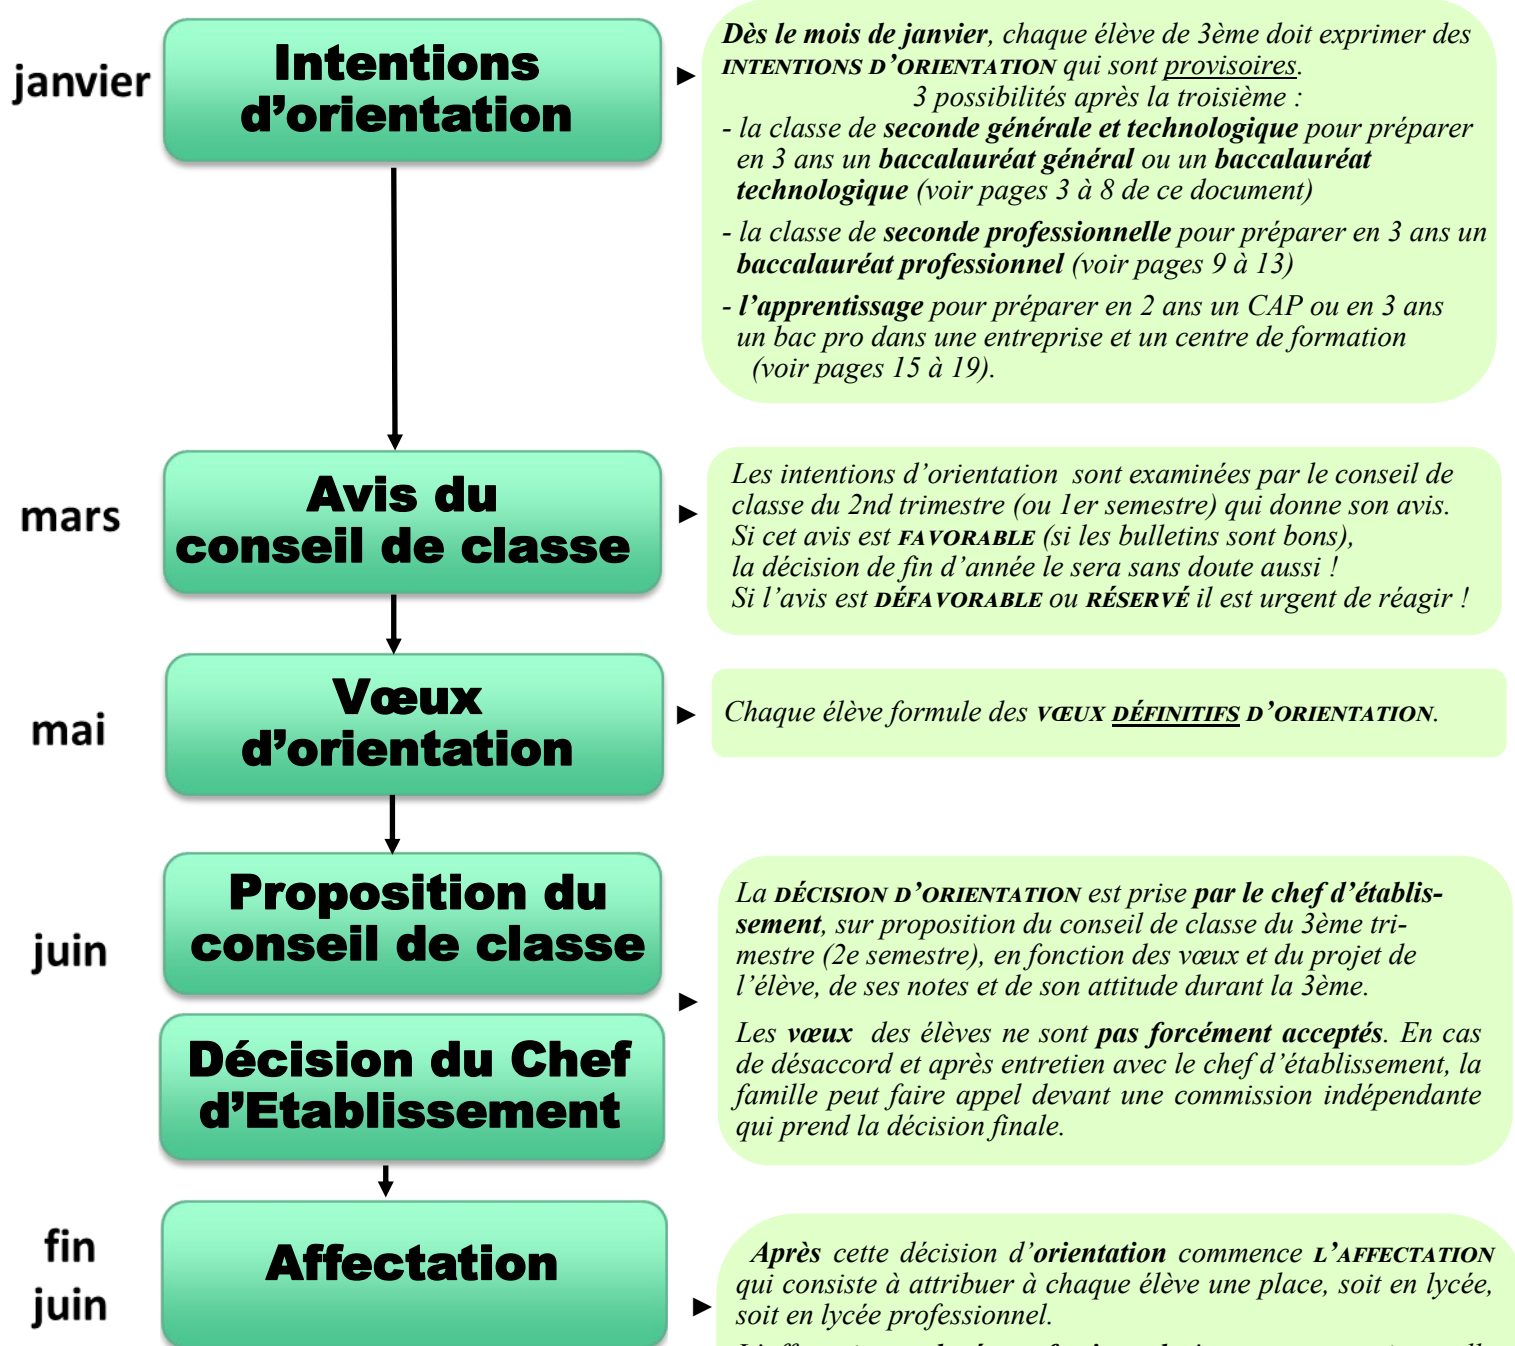 janvier
Intentions
d’orientation
► Dès le mois de janvier, chaque élève de 3ème doit exprimer des
INTENTIONS D’ORIENTATION qui sont provisoires.
3 possibilités après la troisième :
- la classe de seconde générale et technologique pour préparer
en 3 ans un baccalauréat général ou un baccalauréat
technologique (voir pages 3 à 8 de ce document)
- la classe de seconde professionnelle pour préparer en 3 ans un
baccalauréat professionnel (voir pages 9 à 13)
- l’apprentissage pour préparer en 2 ans un CAP ou en 3 ans
un bac pro dans une entreprise et un centre de formation
(voir pages 15 à 19).
mars
Avis du
conseil de classe
► Les intentions d’orientation sont examinées par le conseil de
classe du 2nd trimestre (ou 1er semestre) qui donne son avis.
Si cet avis est FAVORABLE (si les bulletins sont bons),
la décision de fin d’année le sera sans doute aussi !
Si l’avis est DÉFAVORABLE ou RÉSERVÉ il est urgent de réagir !
mai
Vœux
d’orientation
► Chaque élève formule des VŒUX DÉFINITIFS D’ORIENTATION.
juin
Proposition du
conseil de classe
Décision du Chef
d’Etablissement
► La DÉCISION D’ORIENTATION est prise par le chef d’établis-
sement, sur proposition du conseil de classe du 3ème tri-
mestre (2e semestre), en fonction des vœux et du projet de
l’élève, de ses notes et de son attitude durant la 3ème.
Les vœux des élèves ne sont pas forcément acceptés. En cas
de désaccord et après entretien avec le chef d’établissement, la
famille peut faire appel devant une commission indépendante
qui prend la décision finale.
fin
juin
Affectation
► Après cette décision d’orientation commence L’AFFECTATION
qui consiste à attribuer à chaque élève une place, soit en lycée,
soit en lycée professionnel.